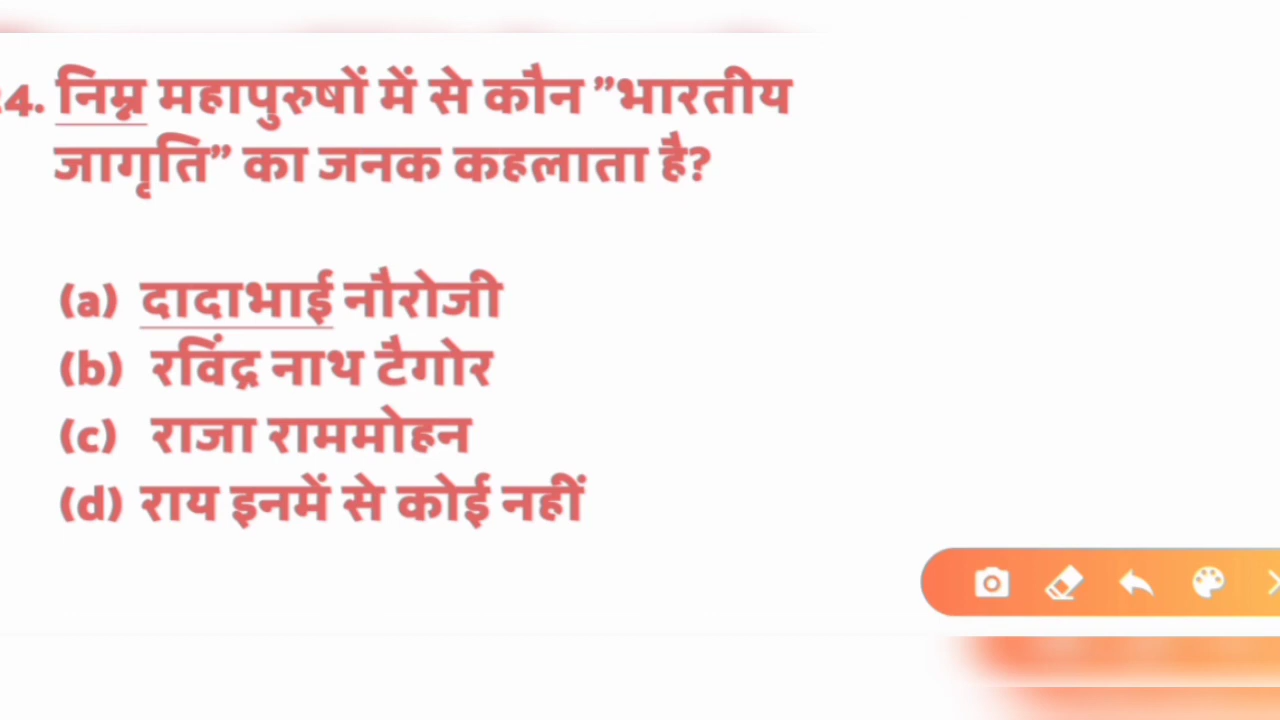 4. निम्न महापुरुषों में से कौन ”भारतीय
जागृति” का जनक कहलाता है?
(a) दादाभाई नौरोजी
(b) रविंद्र नाथ टैगोर
(c) राजा राममोहन
(d) राय इनमें से कोई नहीं